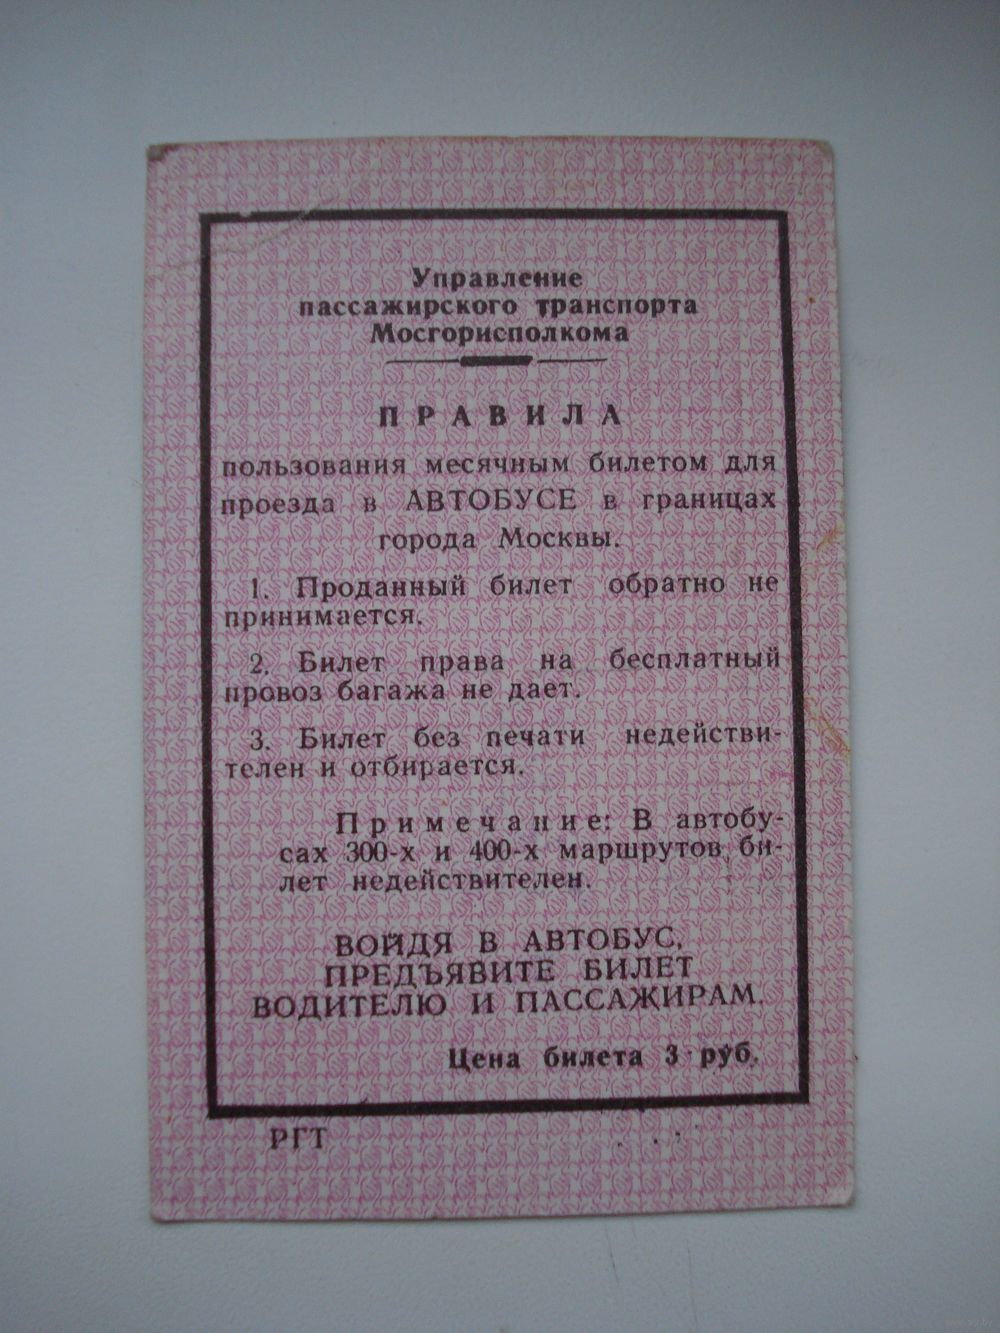 Управление
пассажирского транспорта
Мосгорисполкома
ПРАВИЛА
пользования месячным билетом для
проезда в АВТОБУСЕ в границах
города Москвы.
1. Проданный билет обратно не
принимается.
2. Билет права на бесплатный
провоз багажа не дает.
3. Билет без печати недействи-
телен и отбирается.
Примечание: В автобу-
сах 300-х и 400-х маршрутов би-
лет недействителен.
ВОЙДЯ В АВТОБУС,
ПРЕДЪЯВИТЕ БИЛЕТ
ВОДИТЕЛЮ И ПАССАЖИРАМ.
Цена билета 3 руб.
РГТ